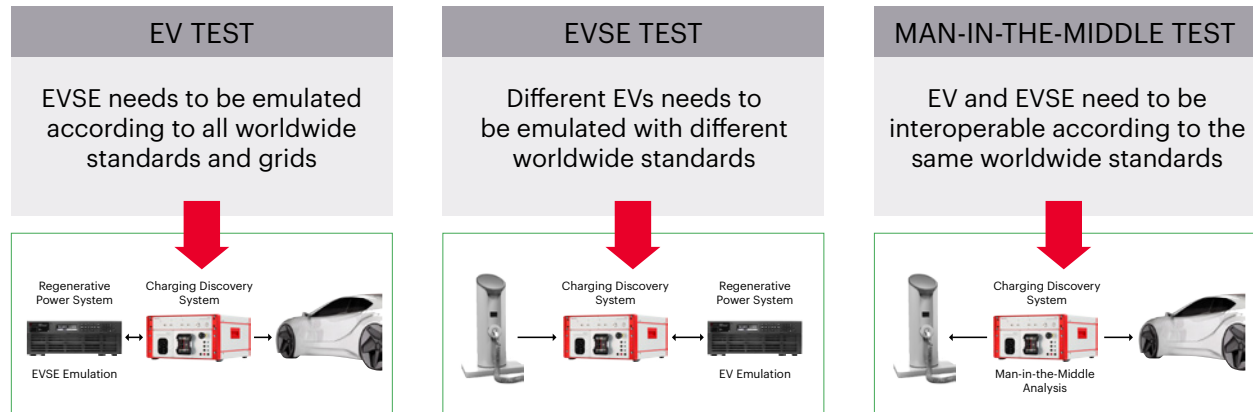 EV TEST
EVSE needs to be emulated
according to all worldwide
standards and grids
Regenerative
Power System
Charging Discovery
System
EVSE Emulation
EVSE TEST
Different EVs needs to
be emulated with different
worldwide standards
Charging Discovery
System
Regenerative
Power System
EV Emulation
MAN-IN-THE-MIDDLE TEST
EV and EVSE need to be
interoperable according to the
same worldwide standards
Charging Discovery
System
Man-in-the-Middle
Analysis